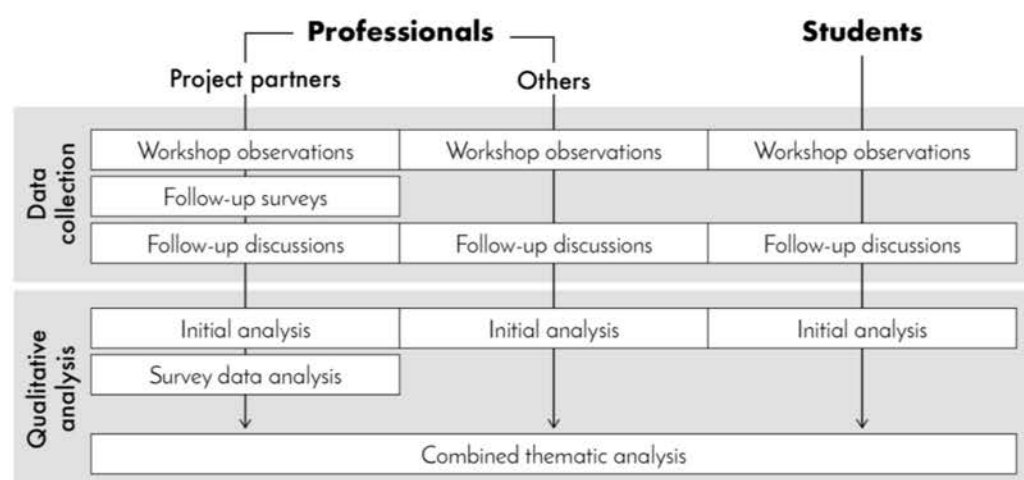 Professionals
Students
Project partners
Others
Data collection
Workshop observations
Workshop observations
Workshop observations
Follow-up surveys
Follow-up discussions
Follow-up discussions
Follow-up discussions
Qualitative analysis
Initial analysis
Initial analysis
Initial analysis
Survey data analysis
Combined thematic analysis